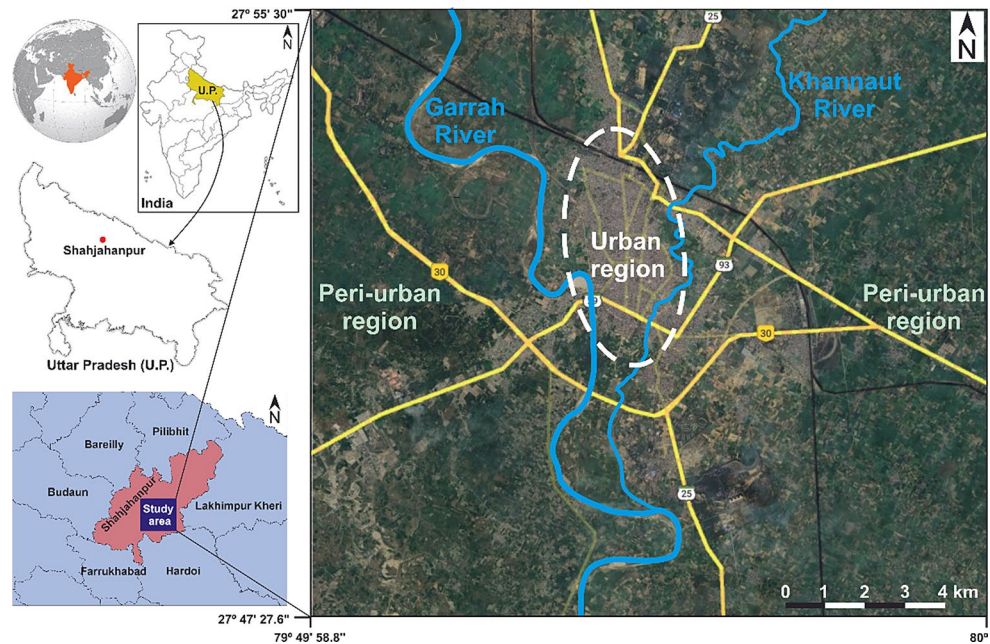 27° 55' 30"
N
U.P.
India
Shahjahanpur
Uttar Pradesh (U.P.)
N
Pilibhit
Bareilly
Budaun
Shahjahanpur
Study
area
Lakhimpur Kheri
Farrukhabad
Hardoi
27° 47' 27.6"
79° 49' 58.8"
80°
25
N
Garrah
River
Khannaut
River
Urban
region
93
30
Peri-urban
region
Peri-urban
region
30
25
0 1 2 3 4 km